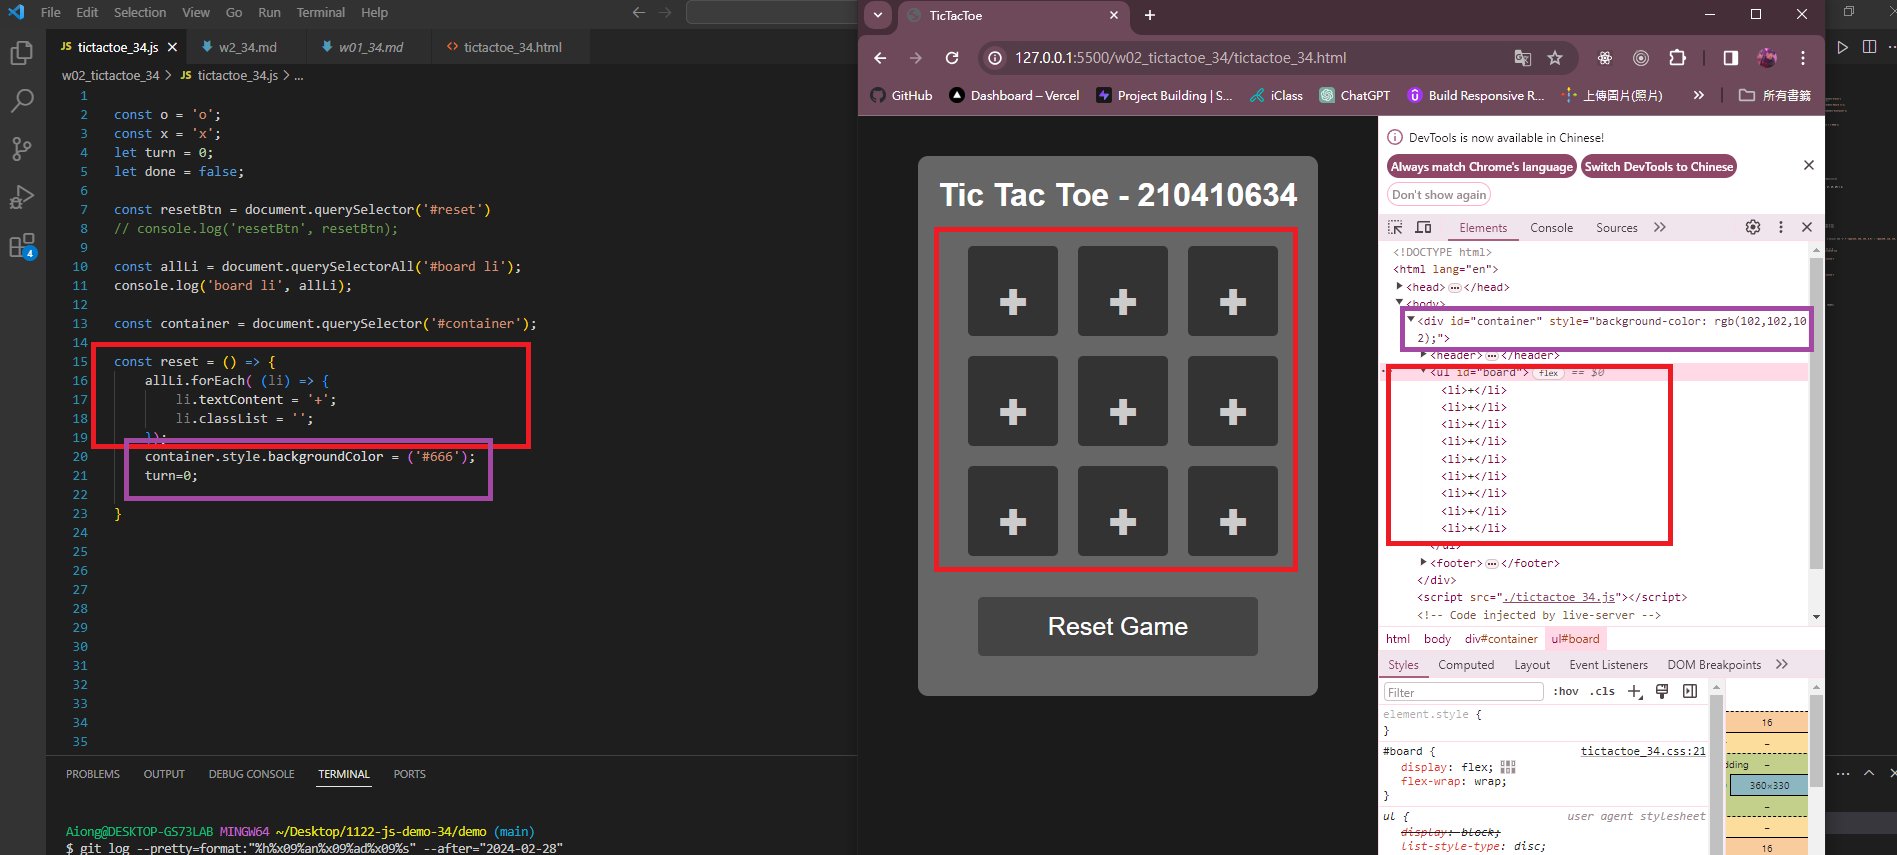 File Edit Selection View Go Run Terminal Help
JS tictactoe_34.js
w2_34.md
w01_34.md
<> tictactoe_34.html
w02_tictactoe_34 > JS tictactoe_34.js > ...
1
2 const o = 'o';
3 const x = 'x';
4 let turn = 0;
5 let done = false;
6
7 const resetBtn = document.querySelector('#reset')
8 // console.log('resetBtn', resetBtn);
9
10 const allLi = document.querySelectorAll('#board li');
11 console.log('board li', allLi);
12
13 const container = document.querySelector('#container');
14
15 const reset = () => {
16 allLi.forEach( (li) => {
17 li.textContent = '+';
18 li.classList = '';
19 });
20 container.style.backgroundColor = ('#666');
21 turn=0;
22
23 }
24
25
26
27
28
29
30
31
32
33
34
35
4
PROBLEMS OUTPUT DEBUG CONSOLE TERMINAL PORTS
Aiong@DESKTOP-GS73LAB MINGW64 ~/Desktop/1122-js-demo-34/demo (main)
$ git log --pretty=format:"%h%x09%an%x09%ad%x09%s" --after="2024-02-28"
TicTacToe
127.0.0.1:5500/w02_tictactoe_34/tictactoe_34.html
GitHub
Dashboard – Vercel
Project Building | S...
iClass
ChatGPT
Build Responsive R...
上傳圖片(照片)
所有書籤
Tic Tac Toe - 210410634
+ + +
+ + +
+ + +
Reset Game
DevTools is now available in Chinese!
Always match Chrome's language
Switch DevTools to Chinese
Don't show again
Elements Console Sources
<!DOCTYPE html>
<html lang="en">
<head> ... </head>
<body>
<div id="container" style="background-color: rgb(102,102,10
2);">
<header> ... </header>
<ul id="board"> flex == $0
<li>+</li>
<li>+</li>
<li>+</li>
<li>+</li>
<li>+</li>
<li>+</li>
<li>+</li>
<li>+</li>
<li>+</li>
</ul>
<footer> ... </footer>
</div>
<script src="./tictactoe_34.js"></script>
<!-- Code injected by live-server -->
html body div#container ul#board
Styles Computed Layout Event Listeners DOM Breakpoints
Filter
:hov .cls
element.style {
}
#board {
tictactoe_34.css:21
display: flex;
flex-wrap: wrap;
}
ul {
user agent stylesheet
display: block;
list-style-type: disc;
16
–
dding –
360×330
–
–
16